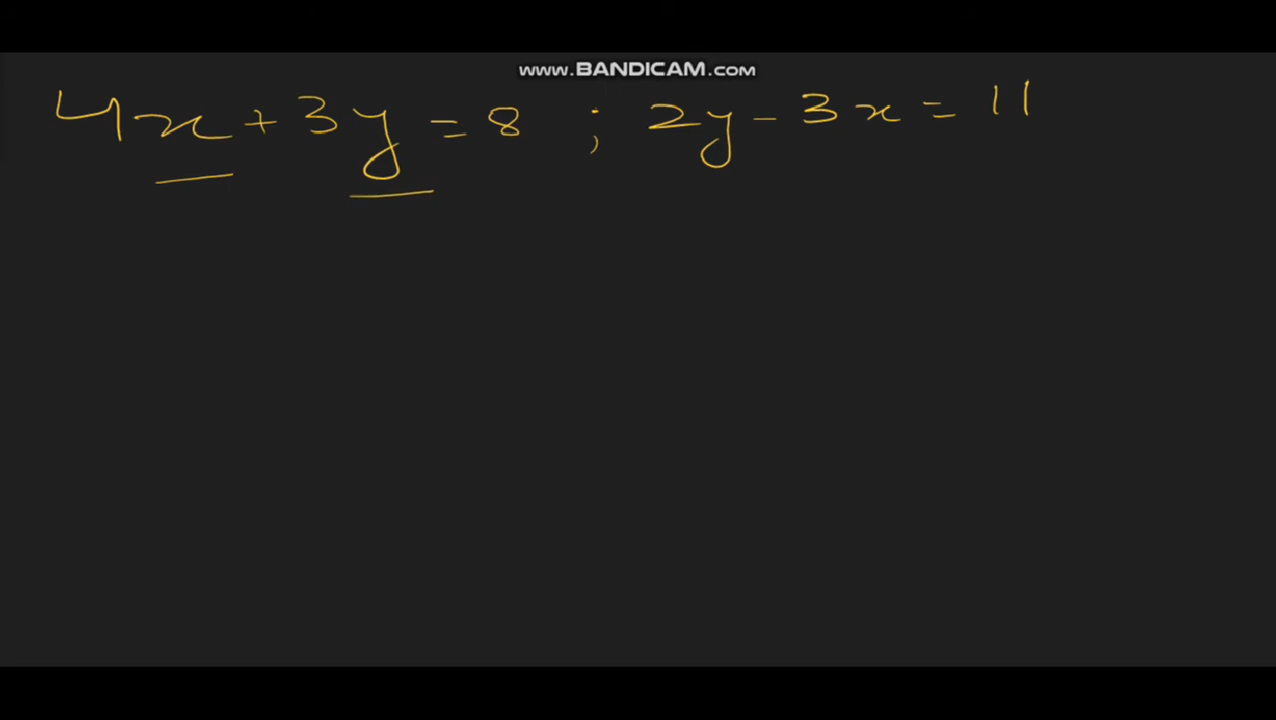 www.BANDICAM.com
4x + 3y = 8 ; 2y - 3x = 11